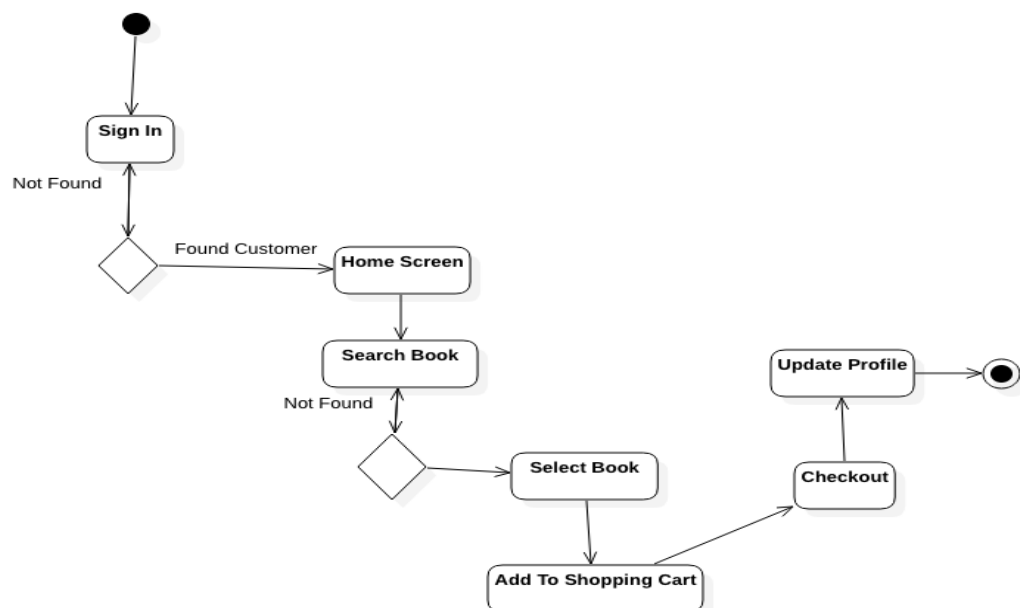 Sign In
Not Found
Found Customer
Home Screen
Search Book
Not Found
Select Book
Add To Shopping Cart
Checkout
Update Profile